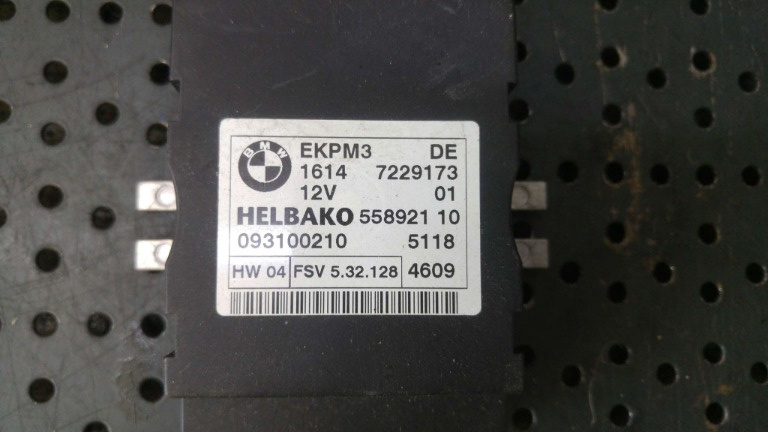 BMW
EKPM3 DE
1614 7229173
12V 01
HELBAKO 558921 10
093100210 5118
HW 04 FSV 5.32.128 4609